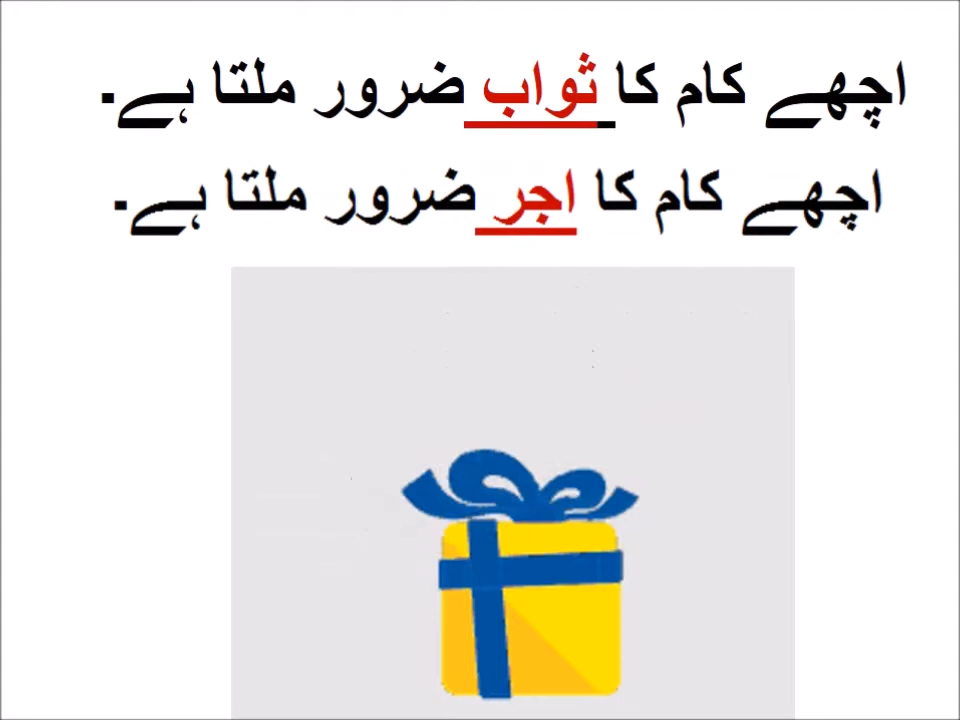 اچھے کام کا ثواب ضرور ملتا ہے۔
اچھے کام کا اجر ضرور ملتا ہے۔